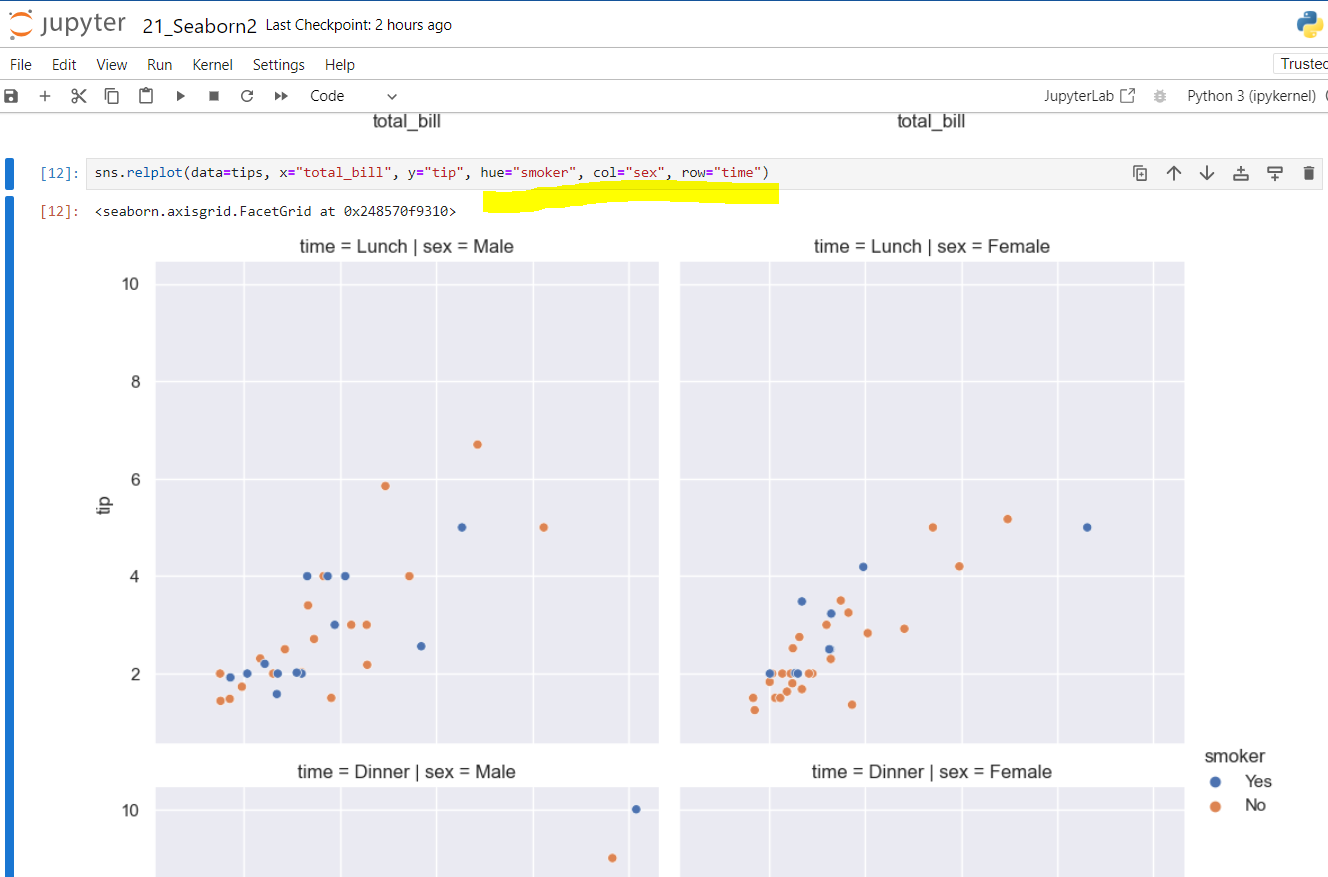 jupyter 21_Seaborn2 Last Checkpoint: 2 hours ago
File Edit View Run Kernel Settings Help Trusted
Code JupyterLab Python 3 (ipykernel)
total_bill total_bill
[12]: sns.relplot(data=tips, x="total_bill", y="tip", hue="smoker", col="sex", row="time")
[12]: <seaborn.axisgrid.FacetGrid at 0x248570f9310>
time = Lunch | sex = Male time = Lunch | sex = Female
10
8
6
tip
4
2
time = Dinner | sex = Male time = Dinner | sex = Female
smoker
Yes
No
10